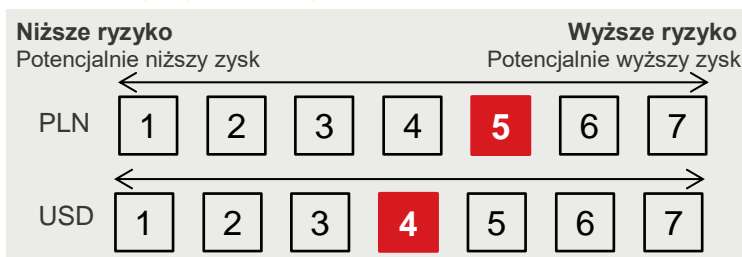 Niższe ryzyko Wyższe ryzyko
Potencjalnie niższy zysk Potencjalnie wyższy zysk
PLN 1 2 3 4 5 6 7
USD 1 2 3 4 5 6 7